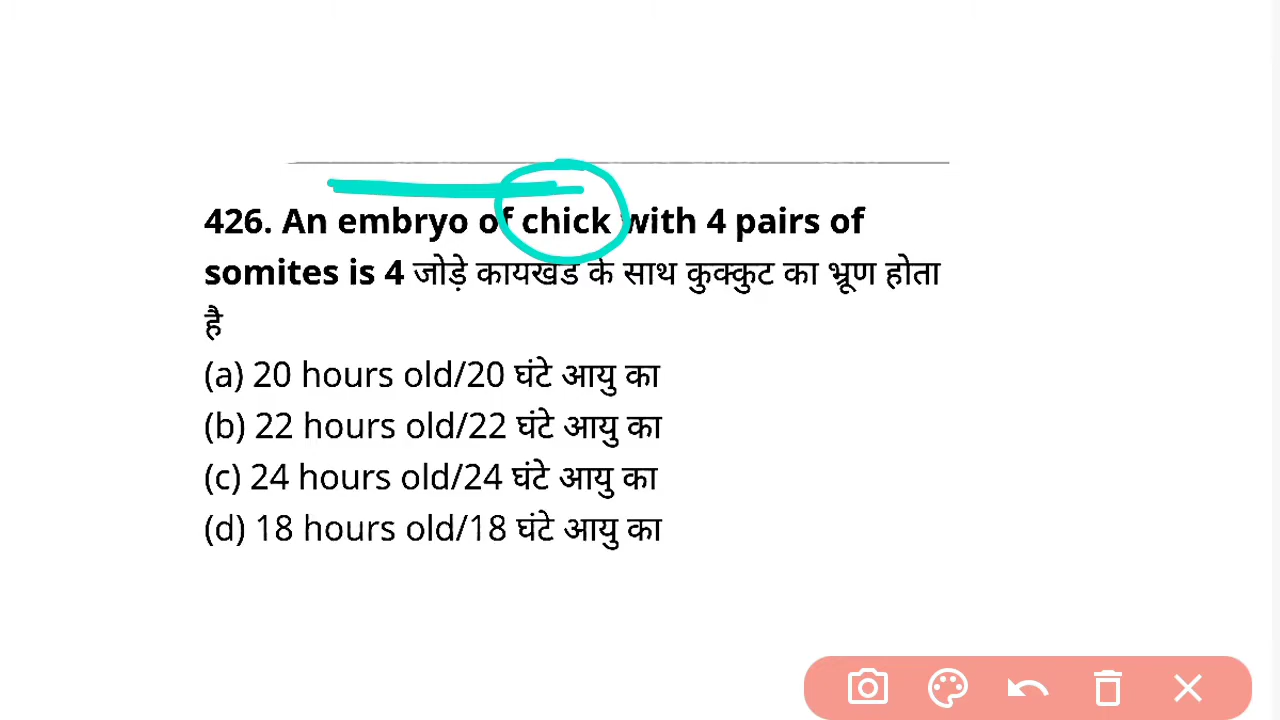 426. An embryo of chick with 4 pairs of
somites is 4 जोड़े कायखंड के साथ कुक्कुट का भ्रूण होता
है
(a) 20 hours old/20 घंटे आयु का
(b) 22 hours old/22 घंटे आयु का
(c) 24 hours old/24 घंटे आयु का
(d) 18 hours old/18 घंटे आयु का